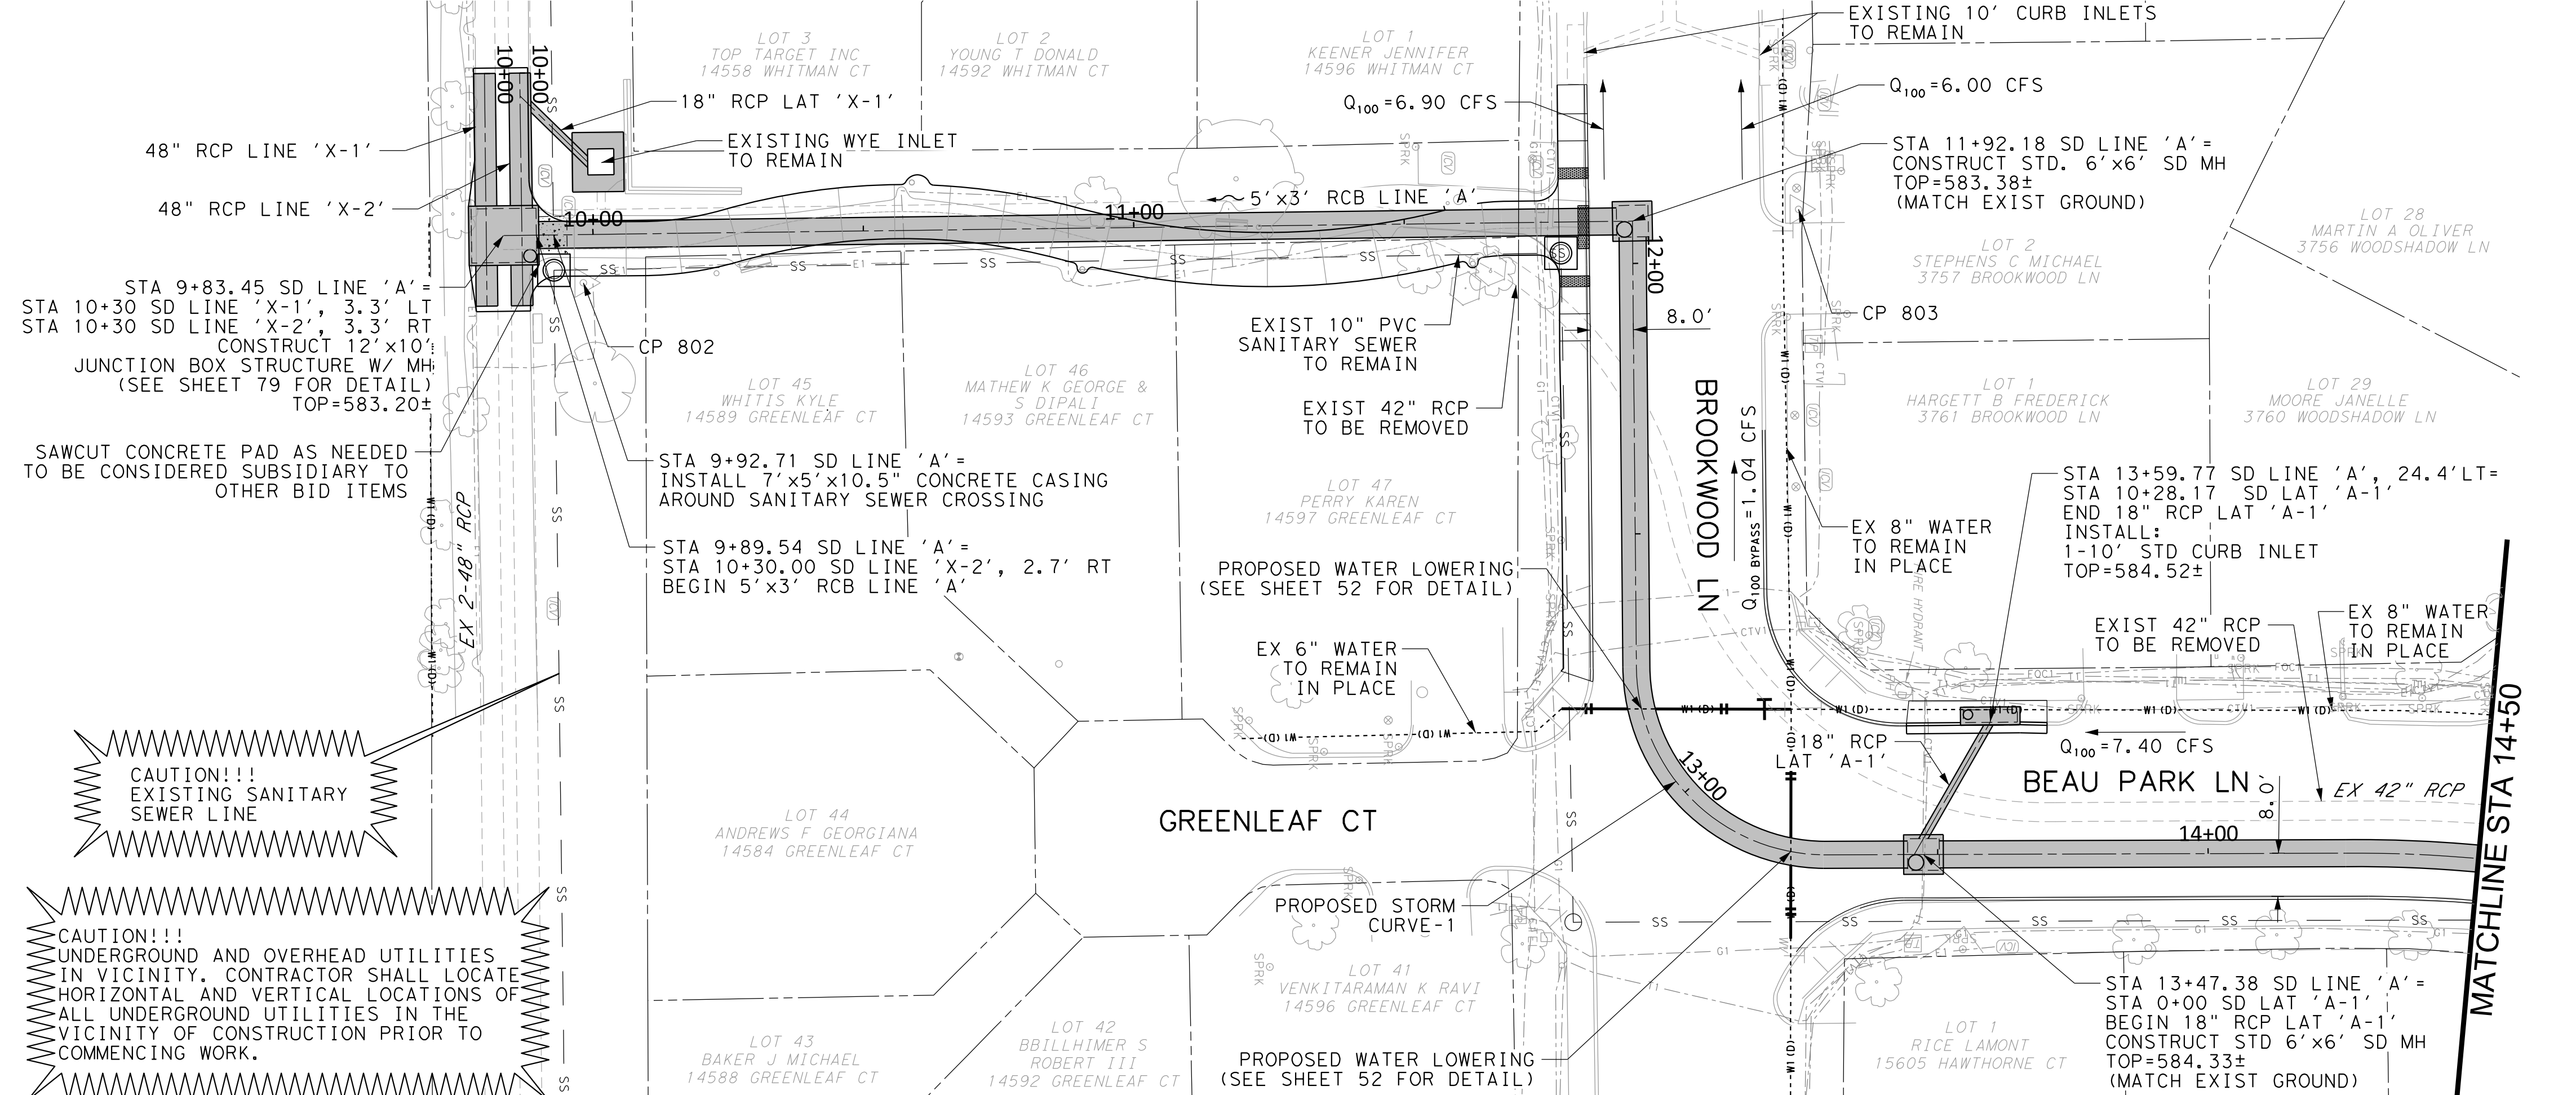 EXISTING 10' CURB INLETS
TO REMAIN
LOT 3
TOP TARGET INC
14558 WHITMAN CT
LOT 2
YOUNG T DONALD
14592 WHITMAN CT
LOT 1
KEENER JENNIFER
14596 WHITMAN CT
10+00
10+00
18" RCP LAT 'X-1'
Q100=6.90 CFS
Q100=6.00 CFS
48" RCP LINE 'X-1'
EXISTING WYE INLET
TO REMAIN
STA 11+92.18 SD LINE 'A'=
CONSTRUCT STD. 6'x6' SD MH
TOP=583.38±
(MATCH EXIST GROUND)
48" RCP LINE 'X-2'
10+00
11+00
5'x3' RCB LINE 'A'
12+00
LOT 28
MARTIN A OLIVER
3756 WOODSHADOW LN
LOT 2
STEPHENS C MICHAEL
3757 BROOKWOOD LN
STA 9+83.45 SD LINE 'A'=
STA 10+30 SD LINE 'X-1', 3.3' LT
STA 10+30 SD LINE 'X-2', 3.3' RT
CONSTRUCT 12'x10'
JUNCTION BOX STRUCTURE W/ MH
(SEE SHEET 79 FOR DETAIL)
TOP=583.20±
CP 802
EXIST 10" PVC
SANITARY SEWER
TO REMAIN
8.0'
CP 803
EXIST 42" RCP
TO BE REMOVED
LOT 45
WHITIS KYLE
14589 GREENLEAF CT
LOT 46
MATHEW K GEORGE &
S DIPALI
14593 GREENLEAF CT
LOT 1
HARGETT B FREDERICK
3761 BROOKWOOD LN
LOT 29
MOORE JANELLE
3760 WOODSHADOW LN
SAWCUT CONCRETE PAD AS NEEDED
TO BE CONSIDERED SUBSIDIARY TO
OTHER BID ITEMS
STA 9+92.71 SD LINE 'A'=
INSTALL 7'x5'x10.5" CONCRETE CASING
AROUND SANITARY SEWER CROSSING
LOT 47
PERRY KAREN
14597 GREENLEAF CT
BROOKWOOD LN
Q100 BYPASS=1.04 CFS
STA 13+59.77 SD LINE 'A', 24.4'LT=
STA 10+28.17 SD LAT 'A-1'
END 18" RCP LAT 'A-1'
INSTALL:
1-10' STD CURB INLET
TOP=584.52±
EX 8" WATER
TO REMAIN
IN PLACE
EX 2-48" RCP
STA 9+89.54 SD LINE 'A'=
STA 10+30.00 SD LINE 'X-2', 2.7' RT
BEGIN 5'x3' RCB LINE 'A'
PROPOSED WATER LOWERING
(SEE SHEET 52 FOR DETAIL)
EX 6" WATER
TO REMAIN
IN PLACE
EXIST 42" RCP
TO BE REMOVED
EX 8" WATER
TO REMAIN
IN PLACE
CAUTION!!!
EXISTING SANITARY
SEWER LINE
18" RCP
LAT 'A-1'
Q100=7.40 CFS
BEAU PARK LN
EX 42" RCP
8.0'
13+00
14+00
MATCHLINE STA 14+50
GREENLEAF CT
LOT 44
ANDREWS F GEORGIANA
14584 GREENLEAF CT
PROPOSED STORM
CURVE-1
CAUTION!!!
UNDERGROUND AND OVERHEAD UTILITIES
IN VICINITY. CONTRACTOR SHALL LOCATE
HORIZONTAL AND VERTICAL LOCATIONS OF
ALL UNDERGROUND UTILITIES IN THE
VICINITY OF CONSTRUCTION PRIOR TO
COMMENCING WORK.
LOT 41
VENKITARAMAN K RAVI
14596 GREENLEAF CT
STA 13+47.38 SD LINE 'A'=
STA 0+00 SD LAT 'A-1'
BEGIN 18" RCP LAT 'A-1'
CONSTRUCT STD 6'x6' SD MH
TOP=584.33±
(MATCH EXIST GROUND)
LOT 43
BAKER J MICHAEL
14588 GREENLEAF CT
LOT 42
BBILLHIMER S
ROBERT III
14592 GREENLEAF CT
PROPOSED WATER LOWERING
(SEE SHEET 52 FOR DETAIL)
LOT 1
RICE LAMONT
15605 HAWTHORNE CT